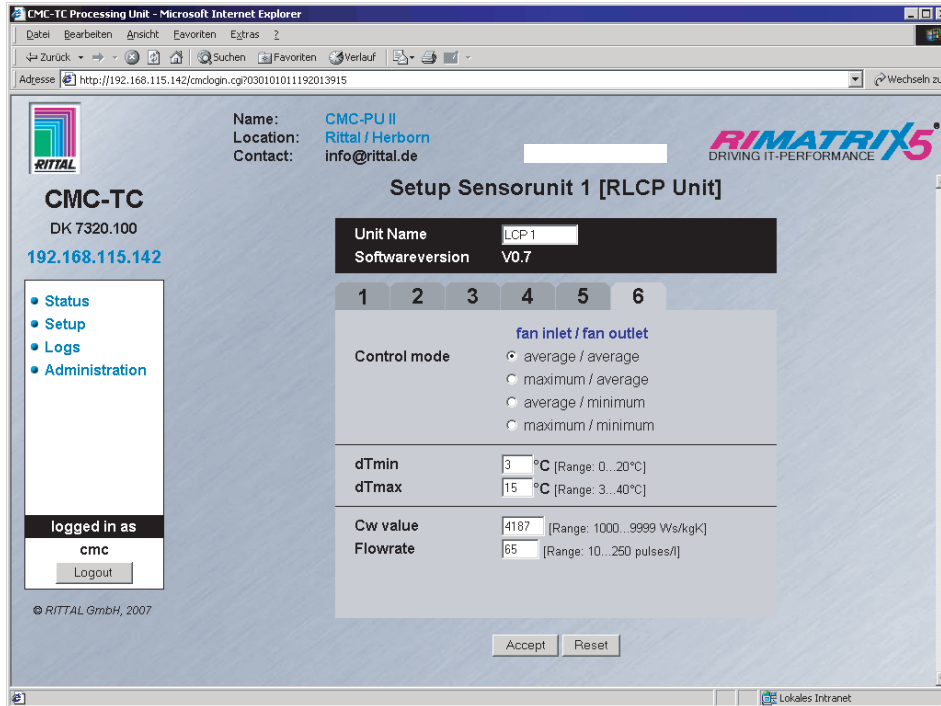 CMC-TC Processing Unit - Microsoft Internet Explorer
Datei Bearbeiten Ansicht Favoriten Extras ?
Zurück Suchen Favoriten Verlauf
Adresse http://192.168.115.142/cmclogin.cgi?030101011192013915 Wechseln zu
RITTAL
Name: CMC-PU II
Location: Rittal / Herborn
Contact: info@rittal.de
RIMATRIX5
DRIVING IT-PERFORMANCE
CMC-TC
DK 7320.100
192.168.115.142
Status
Setup
Logs
Administration
logged in as
cmc
Logout
© RITTAL GmbH, 2007
Setup Sensorunit 1 [RLCP Unit]
Unit Name LCP 1
Softwareversion V0.7
1 2 3 4 5 6
fan inlet / fan outlet
Control mode average / average
maximum / average
average / minimum
maximum / minimum
dTmin 3 °C [Range: 0...20°C]
dTmax 15 °C [Range: 3...40°C]
Cw value 4187 [Range: 1000...9999 Ws/kgK]
Flowrate 65 [Range: 10...250 pulses/l]
Accept Reset
Lokales Intranet